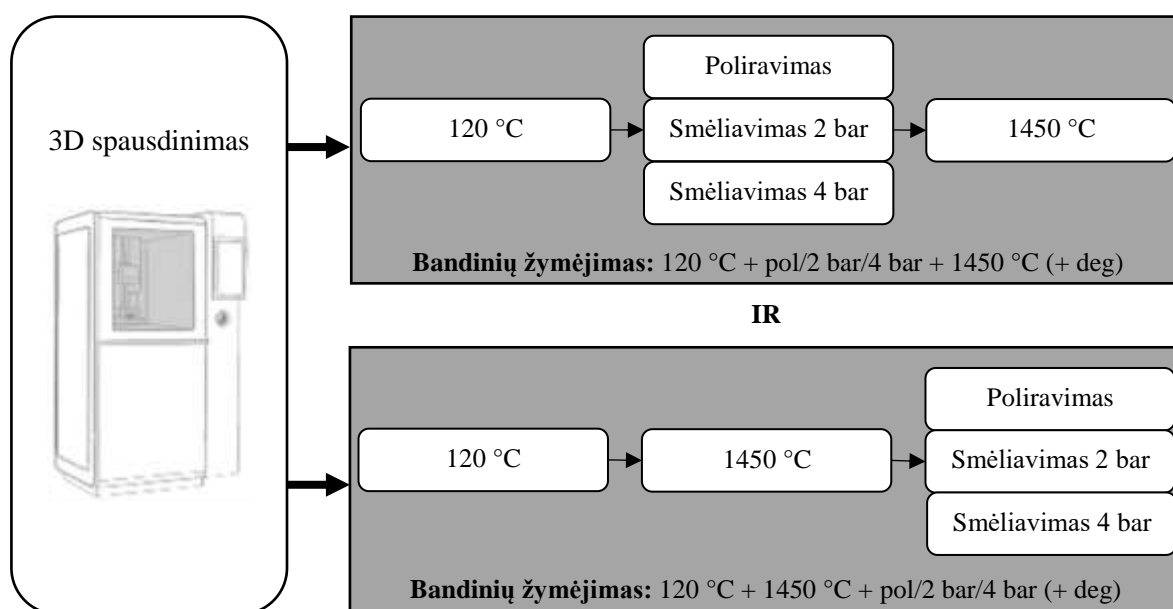 3D spausdinimas
120 °C
Poliravimas
Smėliavimas 2 bar
Smėliavimas 4 bar
1450 °C
Bandinių žymėjimas: 120 °C + pol/2 bar/4 bar + 1450 °C (+ deg)
IR
120 °C
1450 °C
Poliravimas
Smėliavimas 2 bar
Smėliavimas 4 bar
Bandinių žymėjimas: 120 °C + 1450 °C + pol/2 bar/4 bar (+ deg)